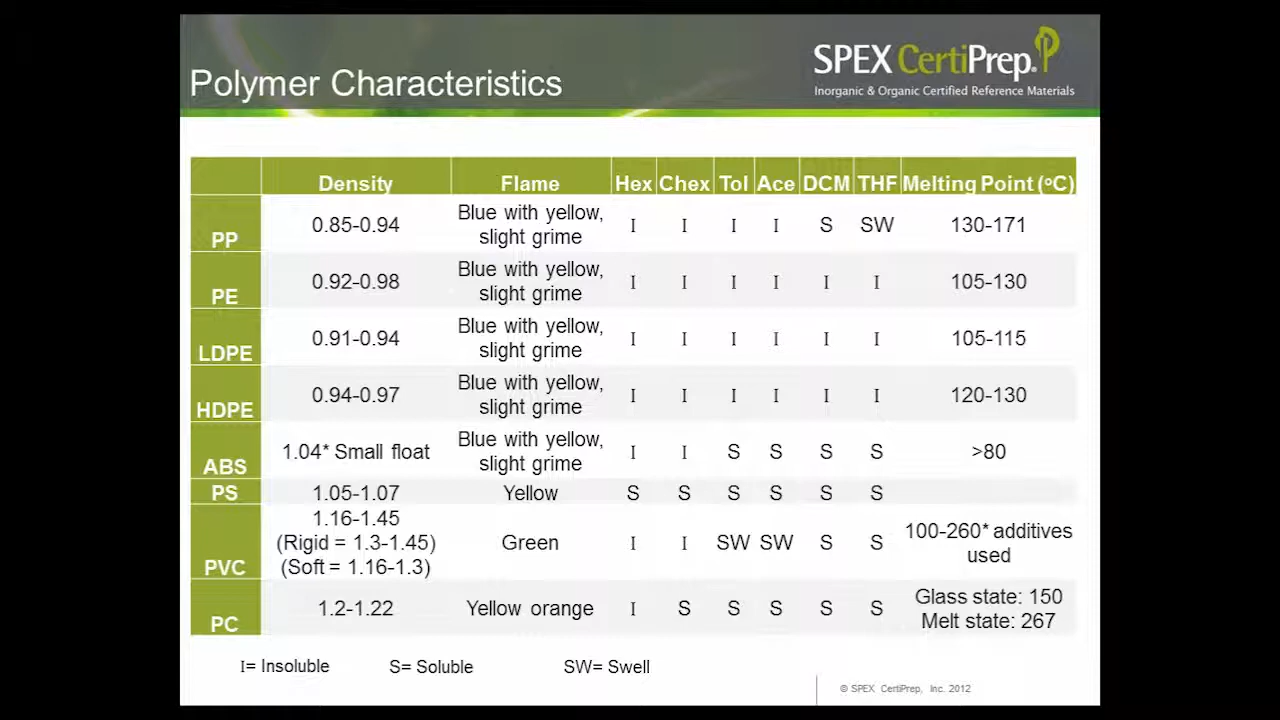 Polymer Characteristics
SPEX CertiPrep.
Inorganic & Organic Certified Reference Materials
Density Flame Hex Chex Tol Ace DCM THF Melting Point (ºC)
PP 0.85-0.94 Blue with yellow, slight grime I I I I S SW 130-171
PE 0.92-0.98 Blue with yellow, slight grime I I I I I I 105-130
LDPE 0.91-0.94 Blue with yellow, slight grime I I I I I I 105-115
HDPE 0.94-0.97 Blue with yellow, slight grime I I I I I I 120-130
ABS 1.04* Small float Blue with yellow, slight grime I I S S S S >80
PS 1.05-1.07 Yellow S S S S S S
PVC 1.16-1.45 (Rigid = 1.3-1.45) (Soft = 1.16-1.3) Green I I SW SW S S 100-260* additives used
PC 1.2-1.22 Yellow orange I S S S S S Glass state: 150 Melt state: 267
I= Insoluble S= Soluble SW= Swell
© SPEX CertiPrep, Inc. 2012